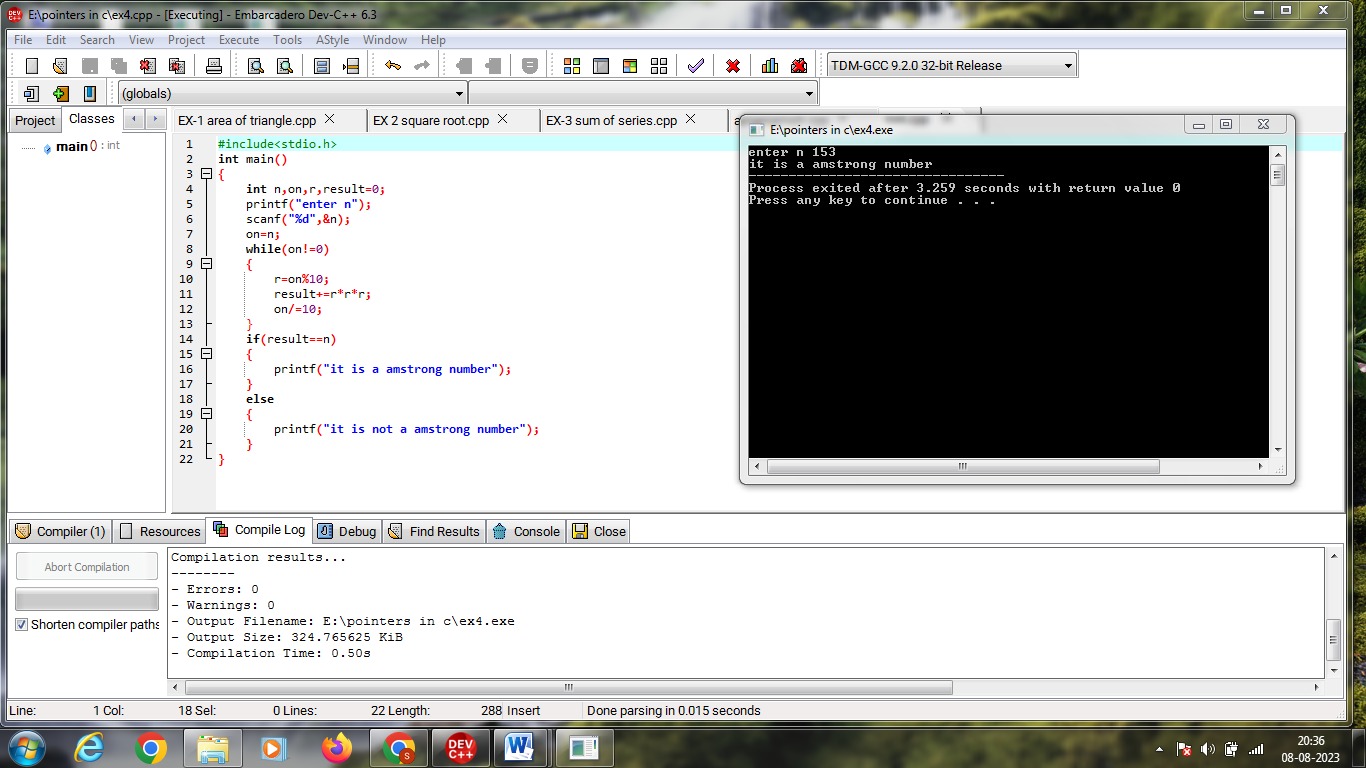 E:\pointers in c\ex4.cpp - [Executing] - Embarcadero Dev-C++ 6.3
File Edit Search View Project Execute Tools AStyle Window Help
TDM-GCC 9.2.0 32-bit Release
(globals)
Project Classes
EX-1 area of triangle.cpp EX 2 square root.cpp EX-3 sum of series.cpp
main () : int
1 #include<stdio.h>
2 int main()
3 {
4 int n,on,r,result=0;
5 printf("enter n");
6 scanf("%d",&n);
7 on=n;
8 while(on!=0)
9 {
10 r=on%10;
11 result+=r*r*r;
12 on/=10;
13 }
14 if(result==n)
15 {
16 printf("it is a amstrong number");
17 }
18 else
19 {
20 printf("it is not a amstrong number");
21 }
22 }
E:\pointers in c\ex4.exe
enter n 153
it is a amstrong number
--------------------------------
Process exited after 3.259 seconds with return value 0
Press any key to continue . . .
Compiler (1) Resources Compile Log Debug Find Results Console Close
Abort Compilation
Shorten compiler paths
Compilation results...
--------
- Errors: 0
- Warnings: 0
- Output Filename: E:\pointers in c\ex4.exe
- Output Size: 324.765625 KiB
- Compilation Time: 0.50s
Line: 1 Col: 18 Sel: 0 Lines: 22 Length: 288 Insert Done parsing in 0.015 seconds
DEV C++
S
DEV C++
W
20:36
08-08-2023